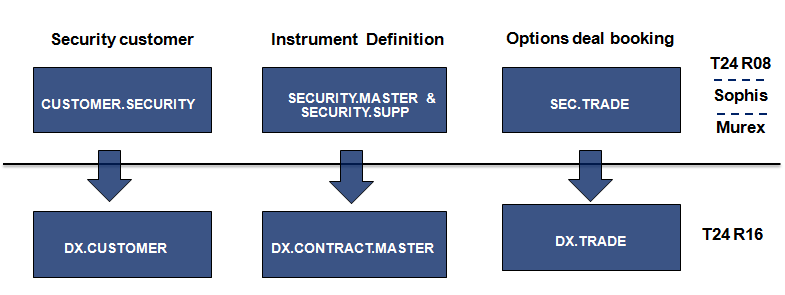 Security customer
Instrument Definition
Options deal booking
T24 R08
Sophis
Murex
CUSTOMER.SECURITY
SECURITY.MASTER &
SECURITY.SUPP
SEC.TRADE
DX.CUSTOMER
DX.CONTRACT.MASTER
DX.TRADE
T24 R16